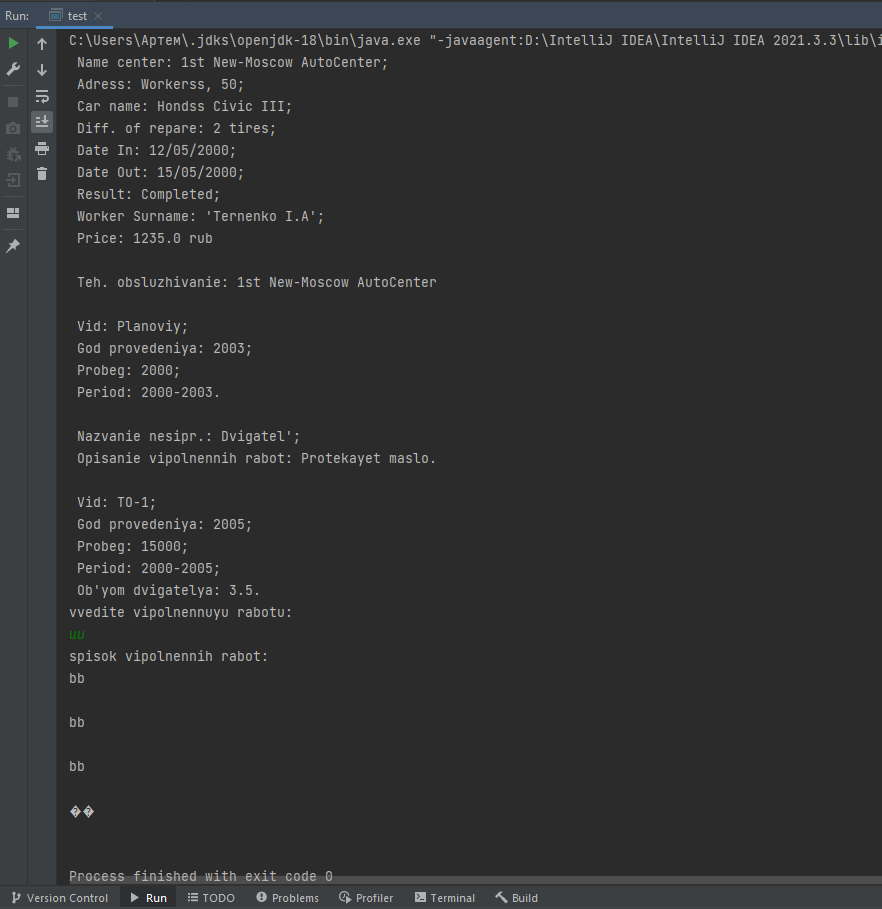 Run: test ×
C:\Users\Артем\.jdks\openjdk-18\bin\java.exe "-javaagent:D:\IntelliJ IDEA\IntelliJ IDEA 2021.3.3\lib\i
Name center: 1st New-Moscow AutoCenter;
Adress: Workerss, 50;
Car name: Hondss Civic III;
Diff. of repare: 2 tires;
Date In: 12/05/2000;
Date Out: 15/05/2000;
Result: Completed;
Worker Surname: 'Ternenko I.A';
Price: 1235.0 rub
Teh. obsluzhivanie: 1st New-Moscow AutoCenter
Vid: Planoviy;
God provedeniya: 2003;
Probeg: 2000;
Period: 2000-2003.
Nazvanie nesipr.: Dvigatel';
Opisanie vipolnennih rabot: Protekayet maslo.
Vid: TO-1;
God provedeniya: 2005;
Probeg: 15000;
Period: 2000-2005;
Ob'yom dvigatelya: 3.5.
vvedite vipolnennuyu rabotu:
uu
spisok vipolnennih rabot:
bb
bb
bb
��
Process finished with exit code 0
Version Control Run TODO Problems Profiler Terminal Build